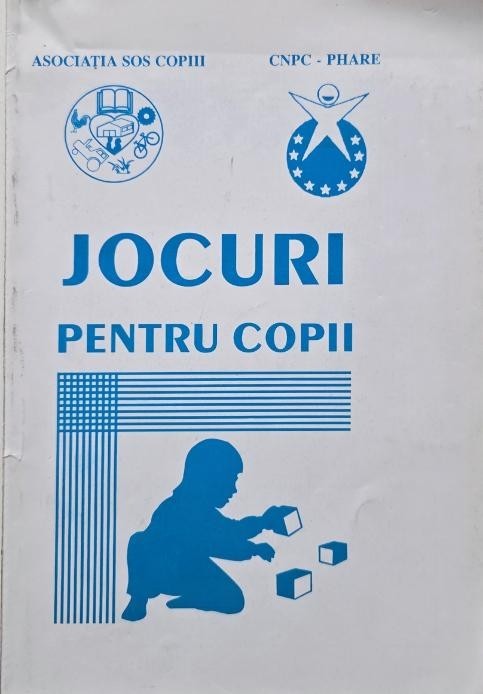 ASOCIAȚIA SOS COPIII
CNPC - PHARE
JOCURI
PENTRU COPII